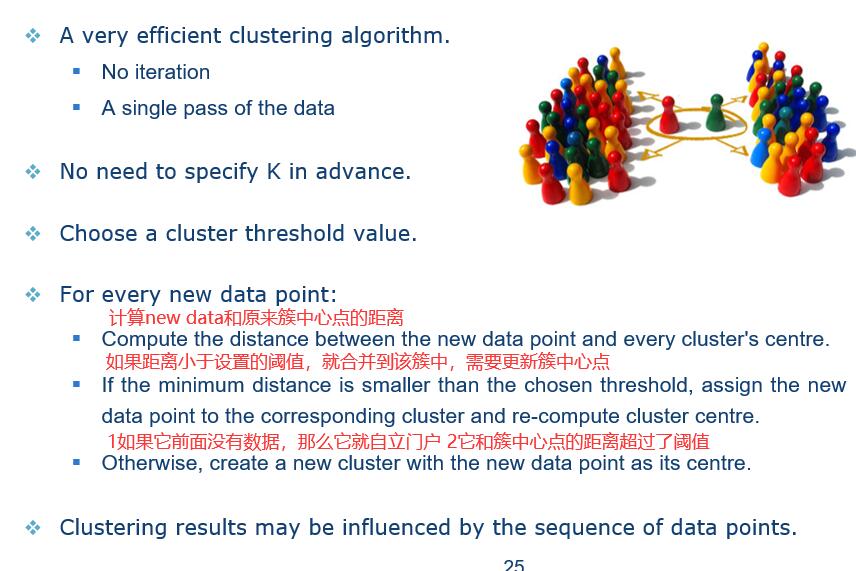 A very efficient clustering algorithm.
No iteration
A single pass of the data
No need to specify K in advance.
Choose a cluster threshold value.
For every new data point:
计算new data和原来簇中心点的距离
Compute the distance between the new data point and every cluster's centre.
如果距离小于设置的阈值，就合并到该簇中，需要更新簇中心点
If the minimum distance is smaller than the chosen threshold, assign the new
data point to the corresponding cluster and re-compute cluster centre.
1如果它前面没有数据，那么它就自立门户 2它和簇中心点的距离超过了阈值
Otherwise, create a new cluster with the new data point as its centre.
Clustering results may be influenced by the sequence of data points.
25